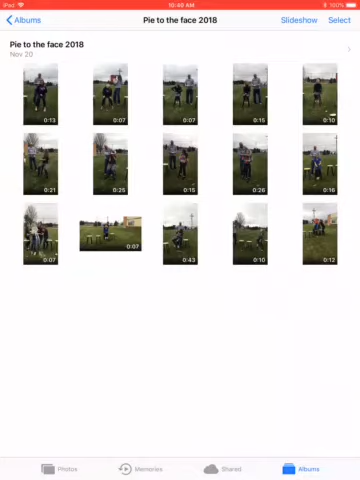 iPad 10:46 AM 100%
Albums Pie to the face 2018 Slideshow Select
Pie to the face 2018
Nov 20
0:13 0:07 0:07 0:15 0:10
0:21 0:25 0:15 0:26 0:16
0:07 0:07 0:43 0:10 0:12
Photos Memories Shared Albums